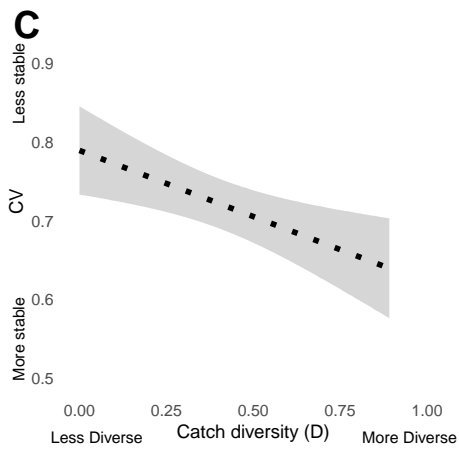 C
Less stable
0.9
0.8
CV
0.7
0.6
More stable
0.5
0.00 0.25 0.50 0.75 1.00
Less Diverse Catch diversity (D) More Diverse